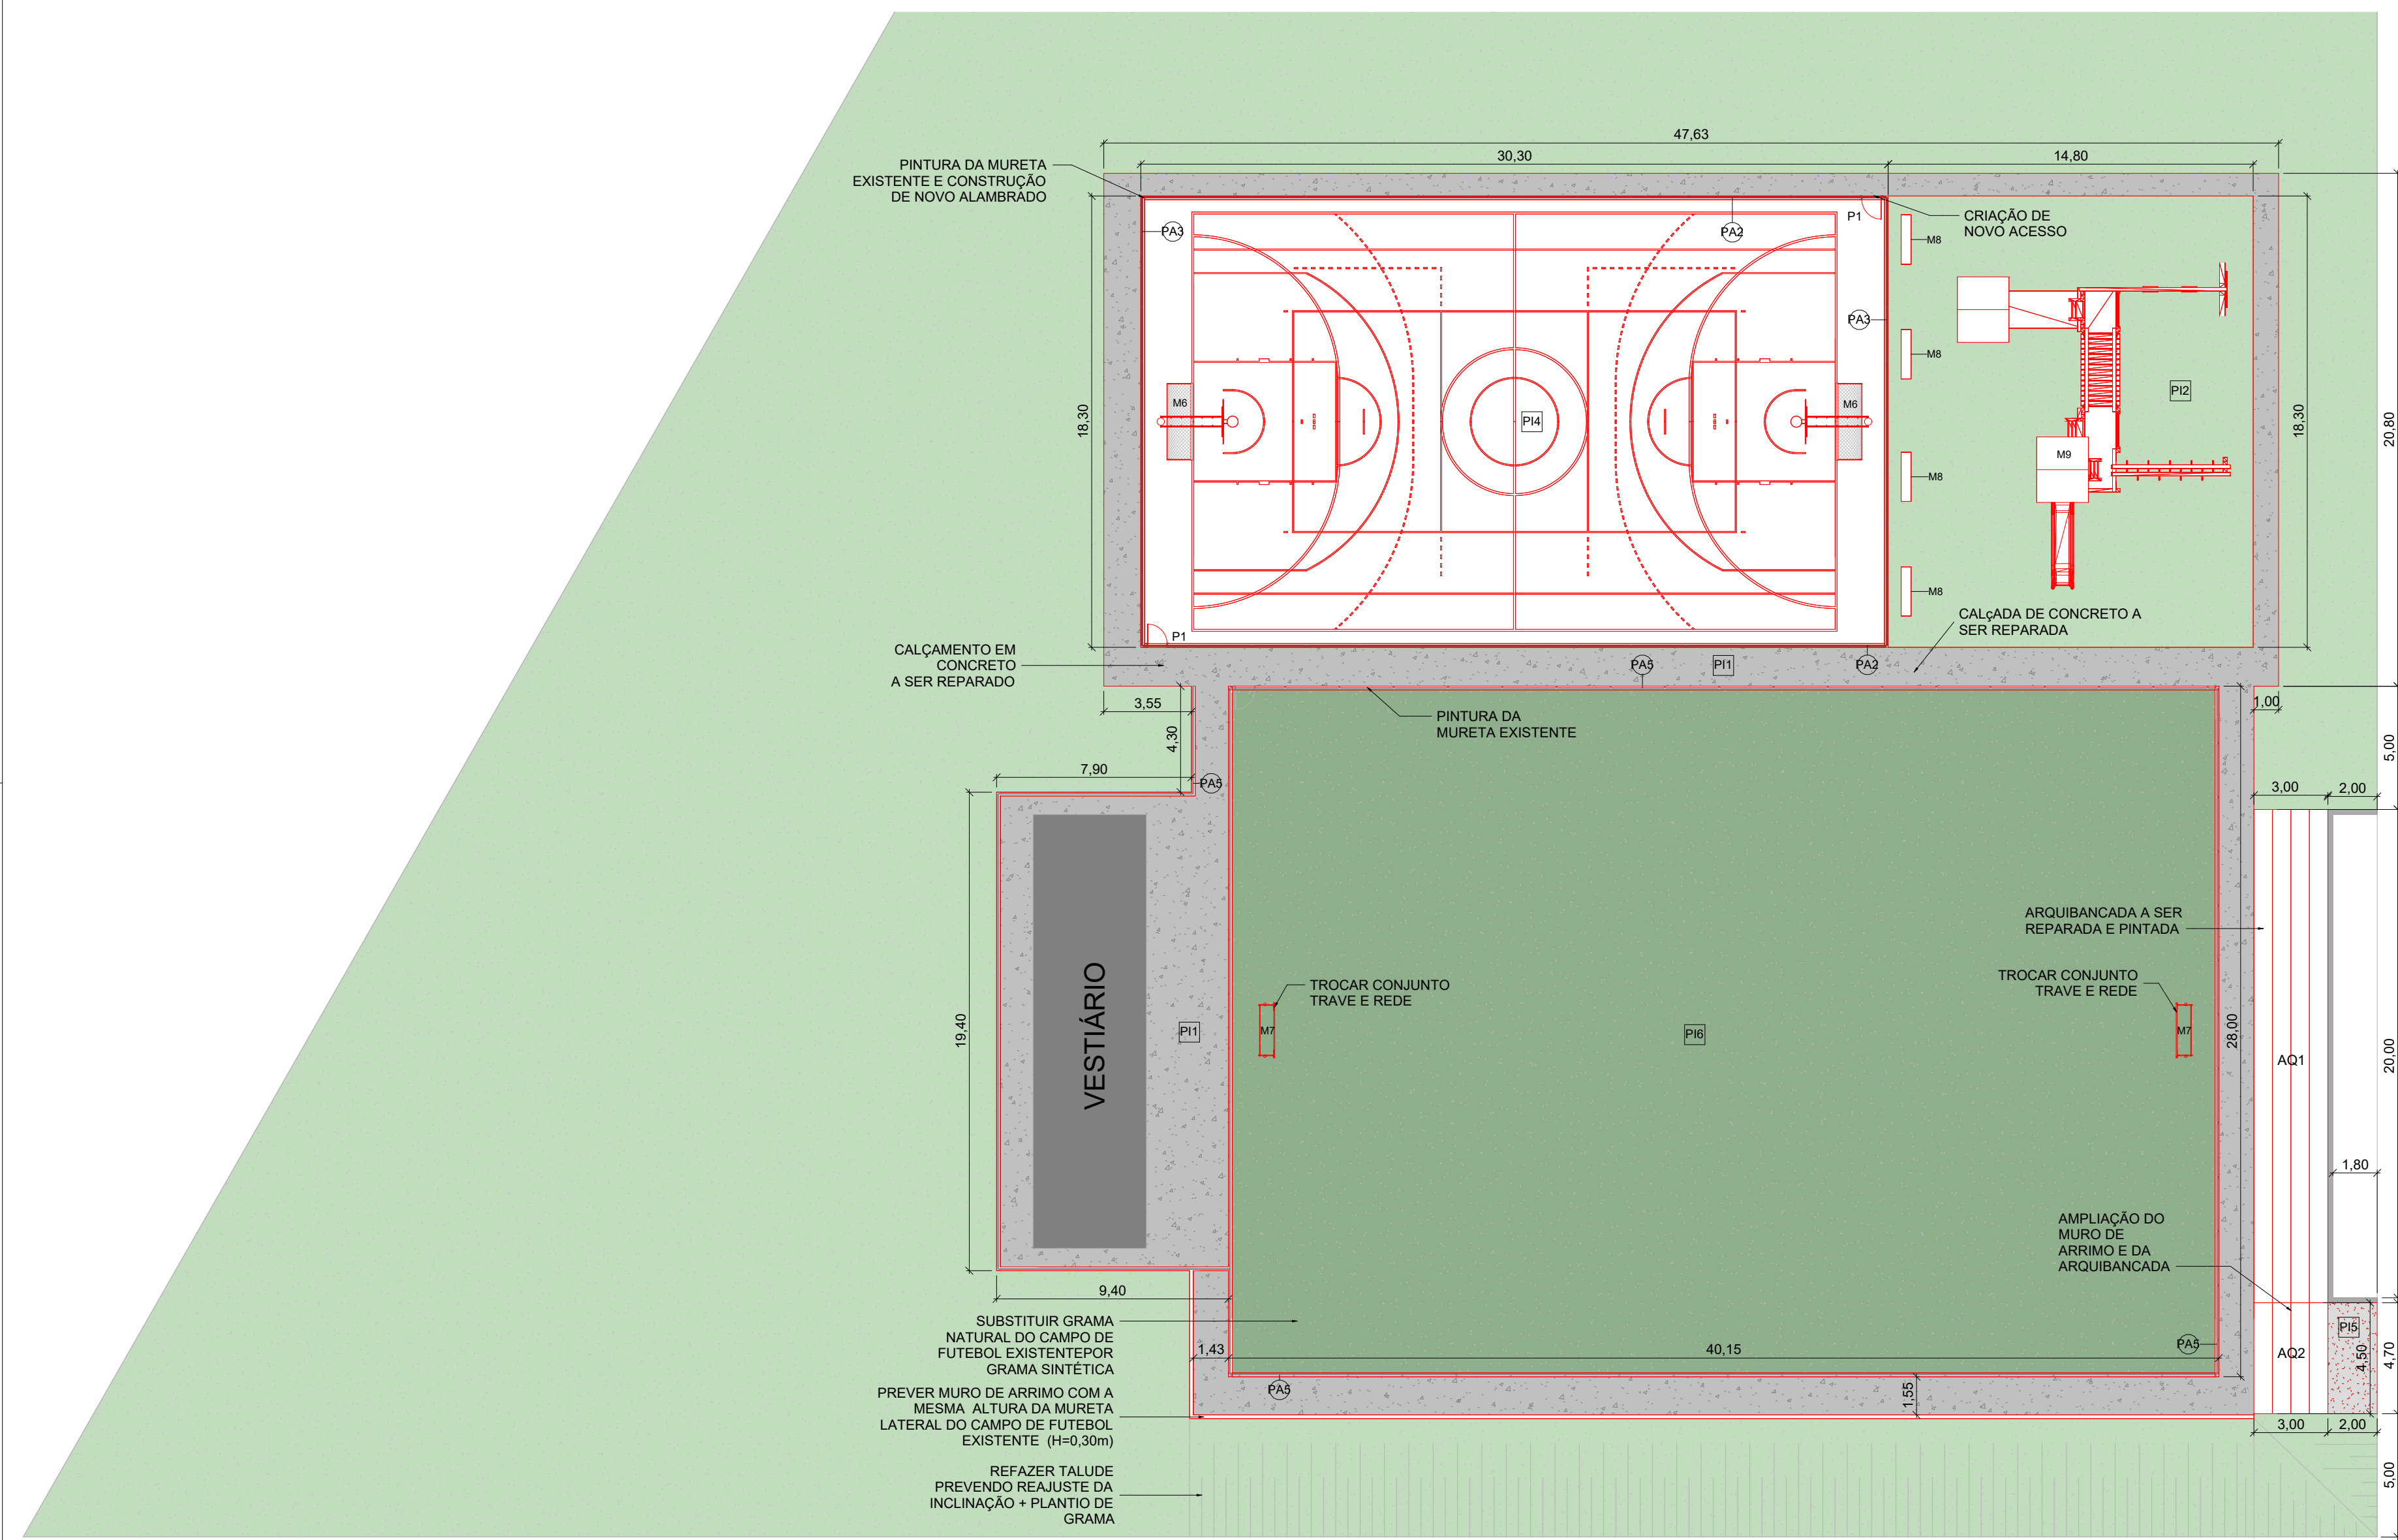 47,63
30,30
14,80
PINTURA DA MURETA
EXISTENTE E CONSTRUÇÃO
DE NOVO ALAMBRADO
P1
CRIAÇÃO DE
NOVO ACESSO
PA3
PA2
M8
PA3
M8
PI2
M6
M6
PI4
18,30
18,30
20,80
M9
M8
M8
CALçADA DE CONCRETO A
SER REPARADA
P1
CALÇAMENTO EM
CONCRETO
A SER REPARADO
PA5
PI1
PA2
3,55
1,00
PINTURA DA
MURETA EXISTENTE
4,30
5,00
7,90
PA5
3,00
2,00
ARQUIBANCADA A SER
REPARADA E PINTADA
TROCAR CONJUNTO
TRAVE E REDE
TROCAR CONJUNTO
TRAVE E REDE
VESTIÁRIO
19,40
PI1
M7
PI6
M7
28,00
AQ1
20,00
1,80
AMPLIAÇÃO DO
MURO DE
ARRIMO E DA
ARQUIBANCADA
9,40
SUBSTITUIR GRAMA
NATURAL DO CAMPO DE
FUTEBOL EXISTENTEPOR
GRAMA SINTÉTICA
1,43
40,15
PA5
AQ2
PI5
4,50
4,70
PREVER MURO DE ARRIMO COM A
MESMA ALTURA DA MURETA
LATERAL DO CAMPO DE FUTEBOL
EXISTENTE (H=0,30m)
PA5
1,55
3,00
2,00
REFAZER TALUDE
PREVENDO REAJUSTE DA
INCLINAÇÃO + PLANTIO DE
GRAMA
5,00